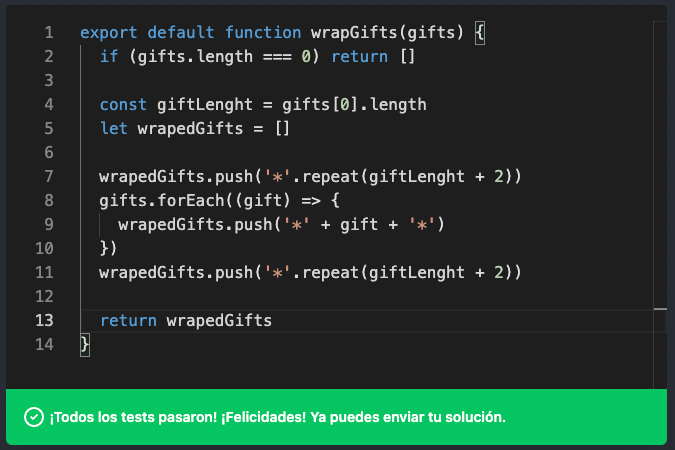 1 export default function wrapGifts(gifts) {
2 if (gifts.length === 0) return []
3
4 const giftLenght = gifts[0].length
5 let wrapedGifts = []
6
7 wrapedGifts.push('*'.repeat(giftLenght + 2))
8 gifts.forEach((gift) => {
9 wrapedGifts.push('*' + gift + '*')
10 })
11 wrapedGifts.push('*'.repeat(giftLenght + 2))
12
13 return wrapedGifts
14 }
¡Todos los tests pasaron! ¡Felicidades! Ya puedes enviar tu solución.